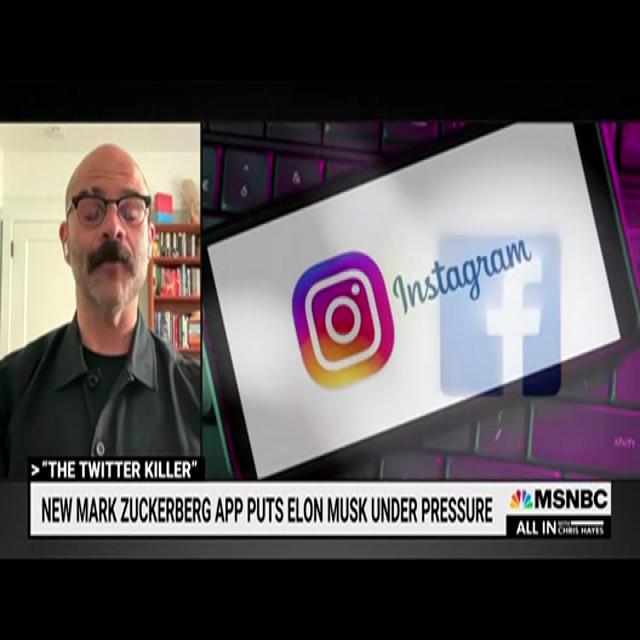 Instagram
f
> "THE TWITTER KILLER"
NEW MARK ZUCKERBERG APP PUTS ELON MUSK UNDER PRESSURE
MSNBC
ALL IN WITH CHRIS HAYES